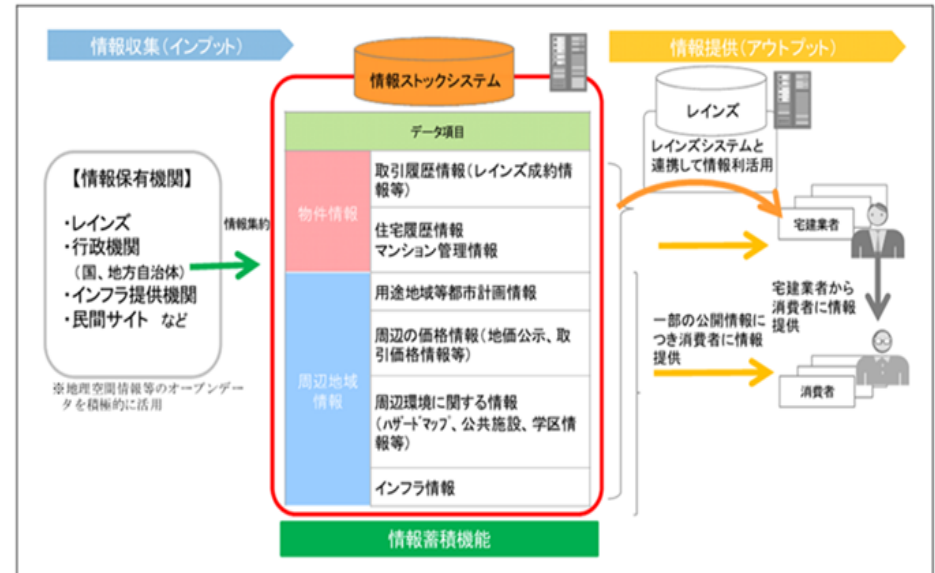 情報収集(インプット)
情報ストックシステム
情報提供(アウトプット)
レインズ
レインズシステムと
連携して情報利活用
データ項目
【情報保有機関】
・レインズ
・行政機関
(国、地方自治体)
・インフラ提供機関
・民間サイト など
※地理空間情報等のオープンデー
タを積極的に活用
情報集約
物件情報
取引履歴情報(レインズ成約情
報等)
住宅履歴情報
マンション管理情報
周辺地域
情報
用途地域等都市計画情報
周辺の価格情報(地価公示、取
引価格情報等)
周辺環境に関する情報
(ハザードマップ、公共施設、学区情
報等)
インフラ情報
情報蓄積機能
宅建業者
宅建業者から
消費者に情報
提供
一部の公開情報に
つき消費者に情報
提供
消費者